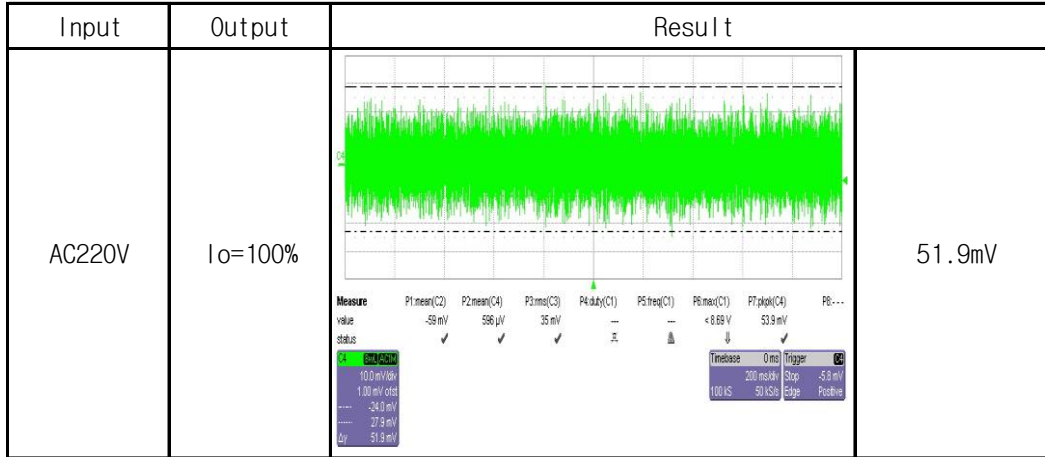 Input Output Result
AC220V Io=100% 51.9mV
C4
Measure P1:mean(C2) P2:mean(C4) P3:rms(C3) P4:duty(C1) P5:freq(C1) P6:max(C1) P7:pkpk(C4) P8:- - -
value -59 mV 596 µV 35 mV --- --- < 8.69 V 53.9 mV
status
C4 BwL AC1M
10.0 mV/div
1.00 mV ofst
-24.0 mV
27.9 mV
Δy 51.9 mV
Timebase 0 ms
200 ms/div
100 kS 50 kS/s
Trigger C4
Stop -5.8 mV
Edge Positive